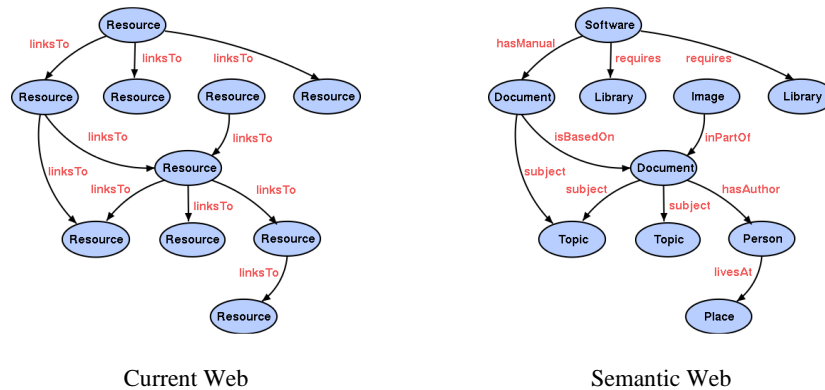 Resource
Software
linksTo
linksTo
linksTo
hasManual
requires
requires
Resource
Resource
Resource
Resource
Document
Library
Image
Library
linksTo
linksTo
isBasedOn
inPartOf
linksTo
Resource
subject
Document
linksTo
linksTo
linksTo
subject
subject
hasAuthor
Resource
Resource
Resource
Topic
Topic
Person
linksTo
livesAt
Resource
Place
Current Web
Semantic Web